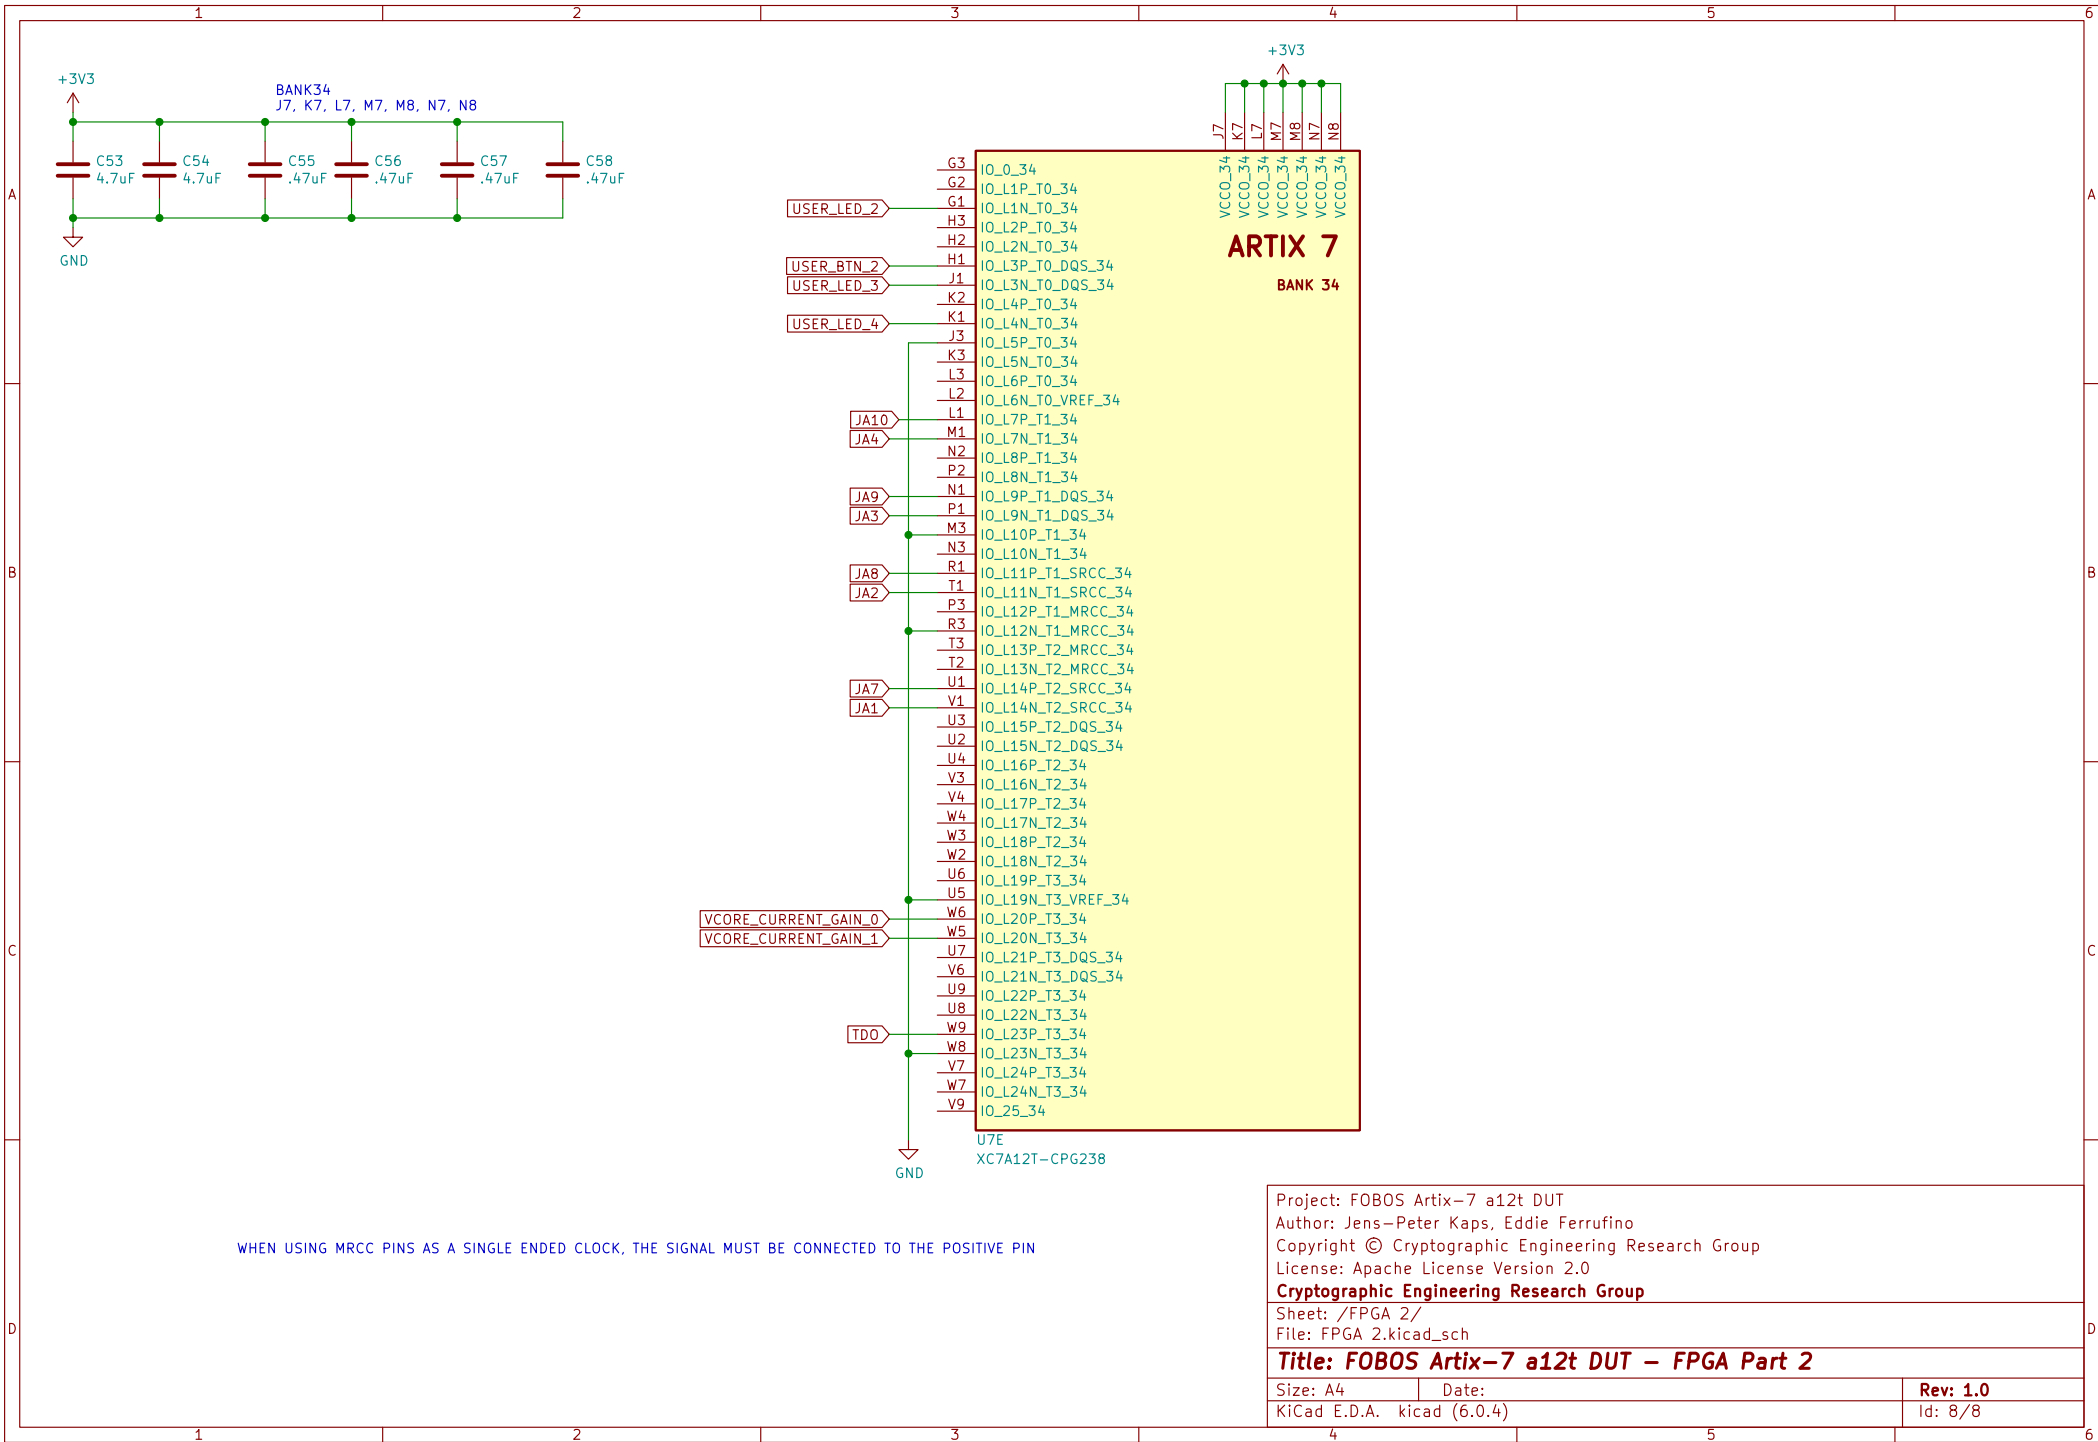 1 2 3 4 5 6
+3V3
BANK34
J7, K7, L7, M7, M8, N7, N8
C53
4.7uF
C54
4.7uF
C55
.47uF
C56
.47uF
C57
.47uF
C58
.47uF
GND
A
B
C
D
+3V3
J7 K7 L7 M7 M8 N7 N8
VCCO_34 VCCO_34 VCCO_34 VCCO_34 VCCO_34 VCCO_34 VCCO_34
ARTIX 7
BANK 34
G3 IO_0_34
G2 IO_L1P_T0_34
USER_LED_2 G1 IO_L1N_T0_34
H3 IO_L2P_T0_34
H2 IO_L2N_T0_34
USER_BTN_2 H1 IO_L3P_T0_DQS_34
USER_LED_3 J1 IO_L3N_T0_DQS_34
K2 IO_L4P_T0_34
USER_LED_4 K1 IO_L4N_T0_34
J3 IO_L5P_T0_34
K3 IO_L5N_T0_34
L3 IO_L6P_T0_34
L2 IO_L6N_T0_VREF_34
JA10 L1 IO_L7P_T1_34
JA4 M1 IO_L7N_T1_34
N2 IO_L8P_T1_34
P2 IO_L8N_T1_34
JA9 N1 IO_L9P_T1_DQS_34
JA3 P1 IO_L9N_T1_DQS_34
M3 IO_L10P_T1_34
N3 IO_L10N_T1_34
JA8 R1 IO_L11P_T1_SRCC_34
JA2 T1 IO_L11N_T1_SRCC_34
P3 IO_L12P_T1_MRCC_34
R3 IO_L12N_T1_MRCC_34
T3 IO_L13P_T2_MRCC_34
T2 IO_L13N_T2_MRCC_34
JA7 U1 IO_L14P_T2_SRCC_34
JA1 V1 IO_L14N_T2_SRCC_34
U3 IO_L15P_T2_DQS_34
U2 IO_L15N_T2_DQS_34
U4 IO_L16P_T2_34
V3 IO_L16N_T2_34
V4 IO_L17P_T2_34
W4 IO_L17N_T2_34
W3 IO_L18P_T2_34
W2 IO_L18N_T2_34
U6 IO_L19P_T3_34
U5 IO_L19N_T3_VREF_34
VCORE_CURRENT_GAIN_0 W6 IO_L20P_T3_34
VCORE_CURRENT_GAIN_1 W5 IO_L20N_T3_34
U7 IO_L21P_T3_DQS_34
V6 IO_L21N_T3_DQS_34
U9 IO_L22P_T3_34
U8 IO_L22N_T3_34
TDO W9 IO_L23P_T3_34
W8 IO_L23N_T3_34
V7 IO_L24P_T3_34
W7 IO_L24N_T3_34
V9 IO_25_34
U7E
XC7A12T-CPG238
GND
WHEN USING MRCC PINS AS A SINGLE ENDED CLOCK, THE SIGNAL MUST BE CONNECTED TO THE POSITIVE PIN
A
B
C
D
Project: FOBOS Artix-7 a12t DUT
Author: Jens-Peter Kaps, Eddie Ferrufino
Copyright © Cryptographic Engineering Research Group
License: Apache License Version 2.0
Cryptographic Engineering Research Group
Sheet: /FPGA 2/
File: FPGA 2.kicad_sch
Title: FOBOS Artix-7 a12t DUT - FPGA Part 2
Size: A4 Date: Rev: 1.0
KiCad E.D.A. kicad (6.0.4) Id: 8/8
1 2 3 4 5 6